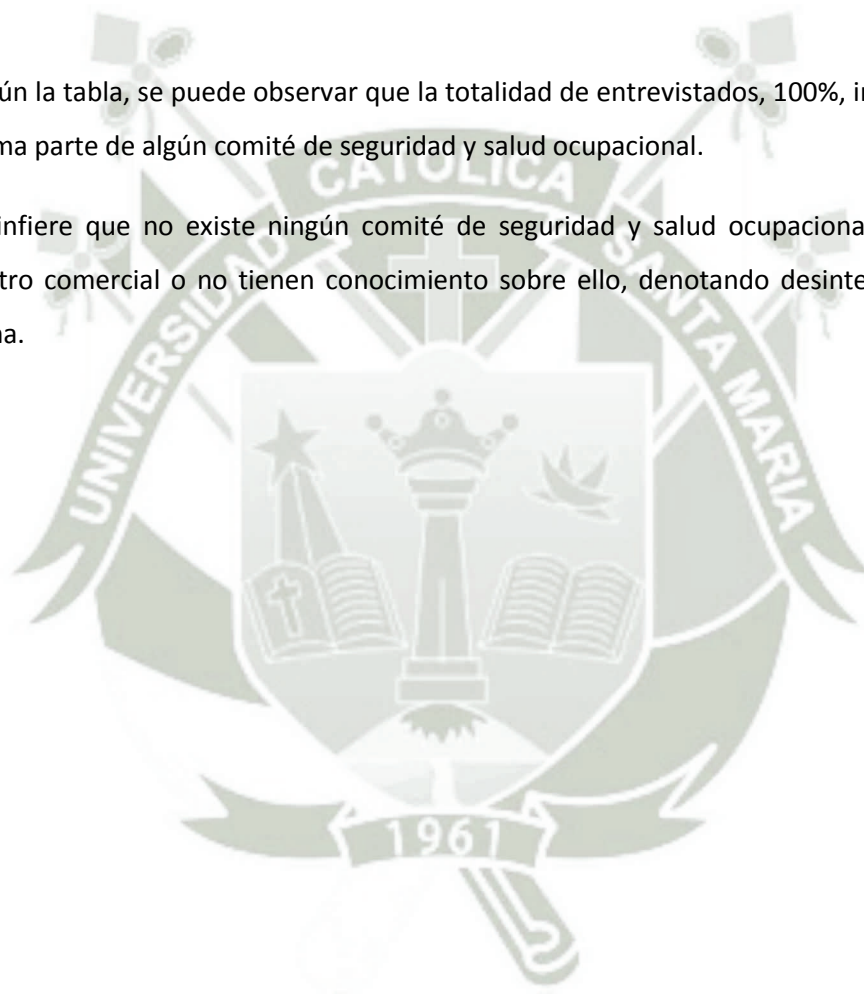 ún la tabla, se puede observar que la totalidad de entrevistados, 100%, i
ma parte de algún comité de seguridad y salud ocupacional.
infiere que no existe ningún comité de seguridad y salud ocupaciona
tro comercial o no tienen conocimiento sobre ello, denotando desinte
na.
UNIVERSIDAD CATOLICA SANTA MARIA
1961